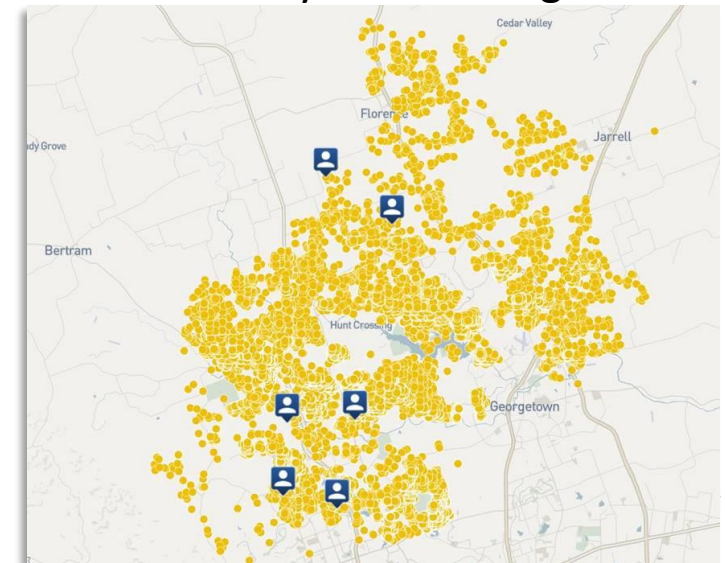 Cedar Valley
Florence
Jarrell
Bertram
Hunt Crossing
Georgetown